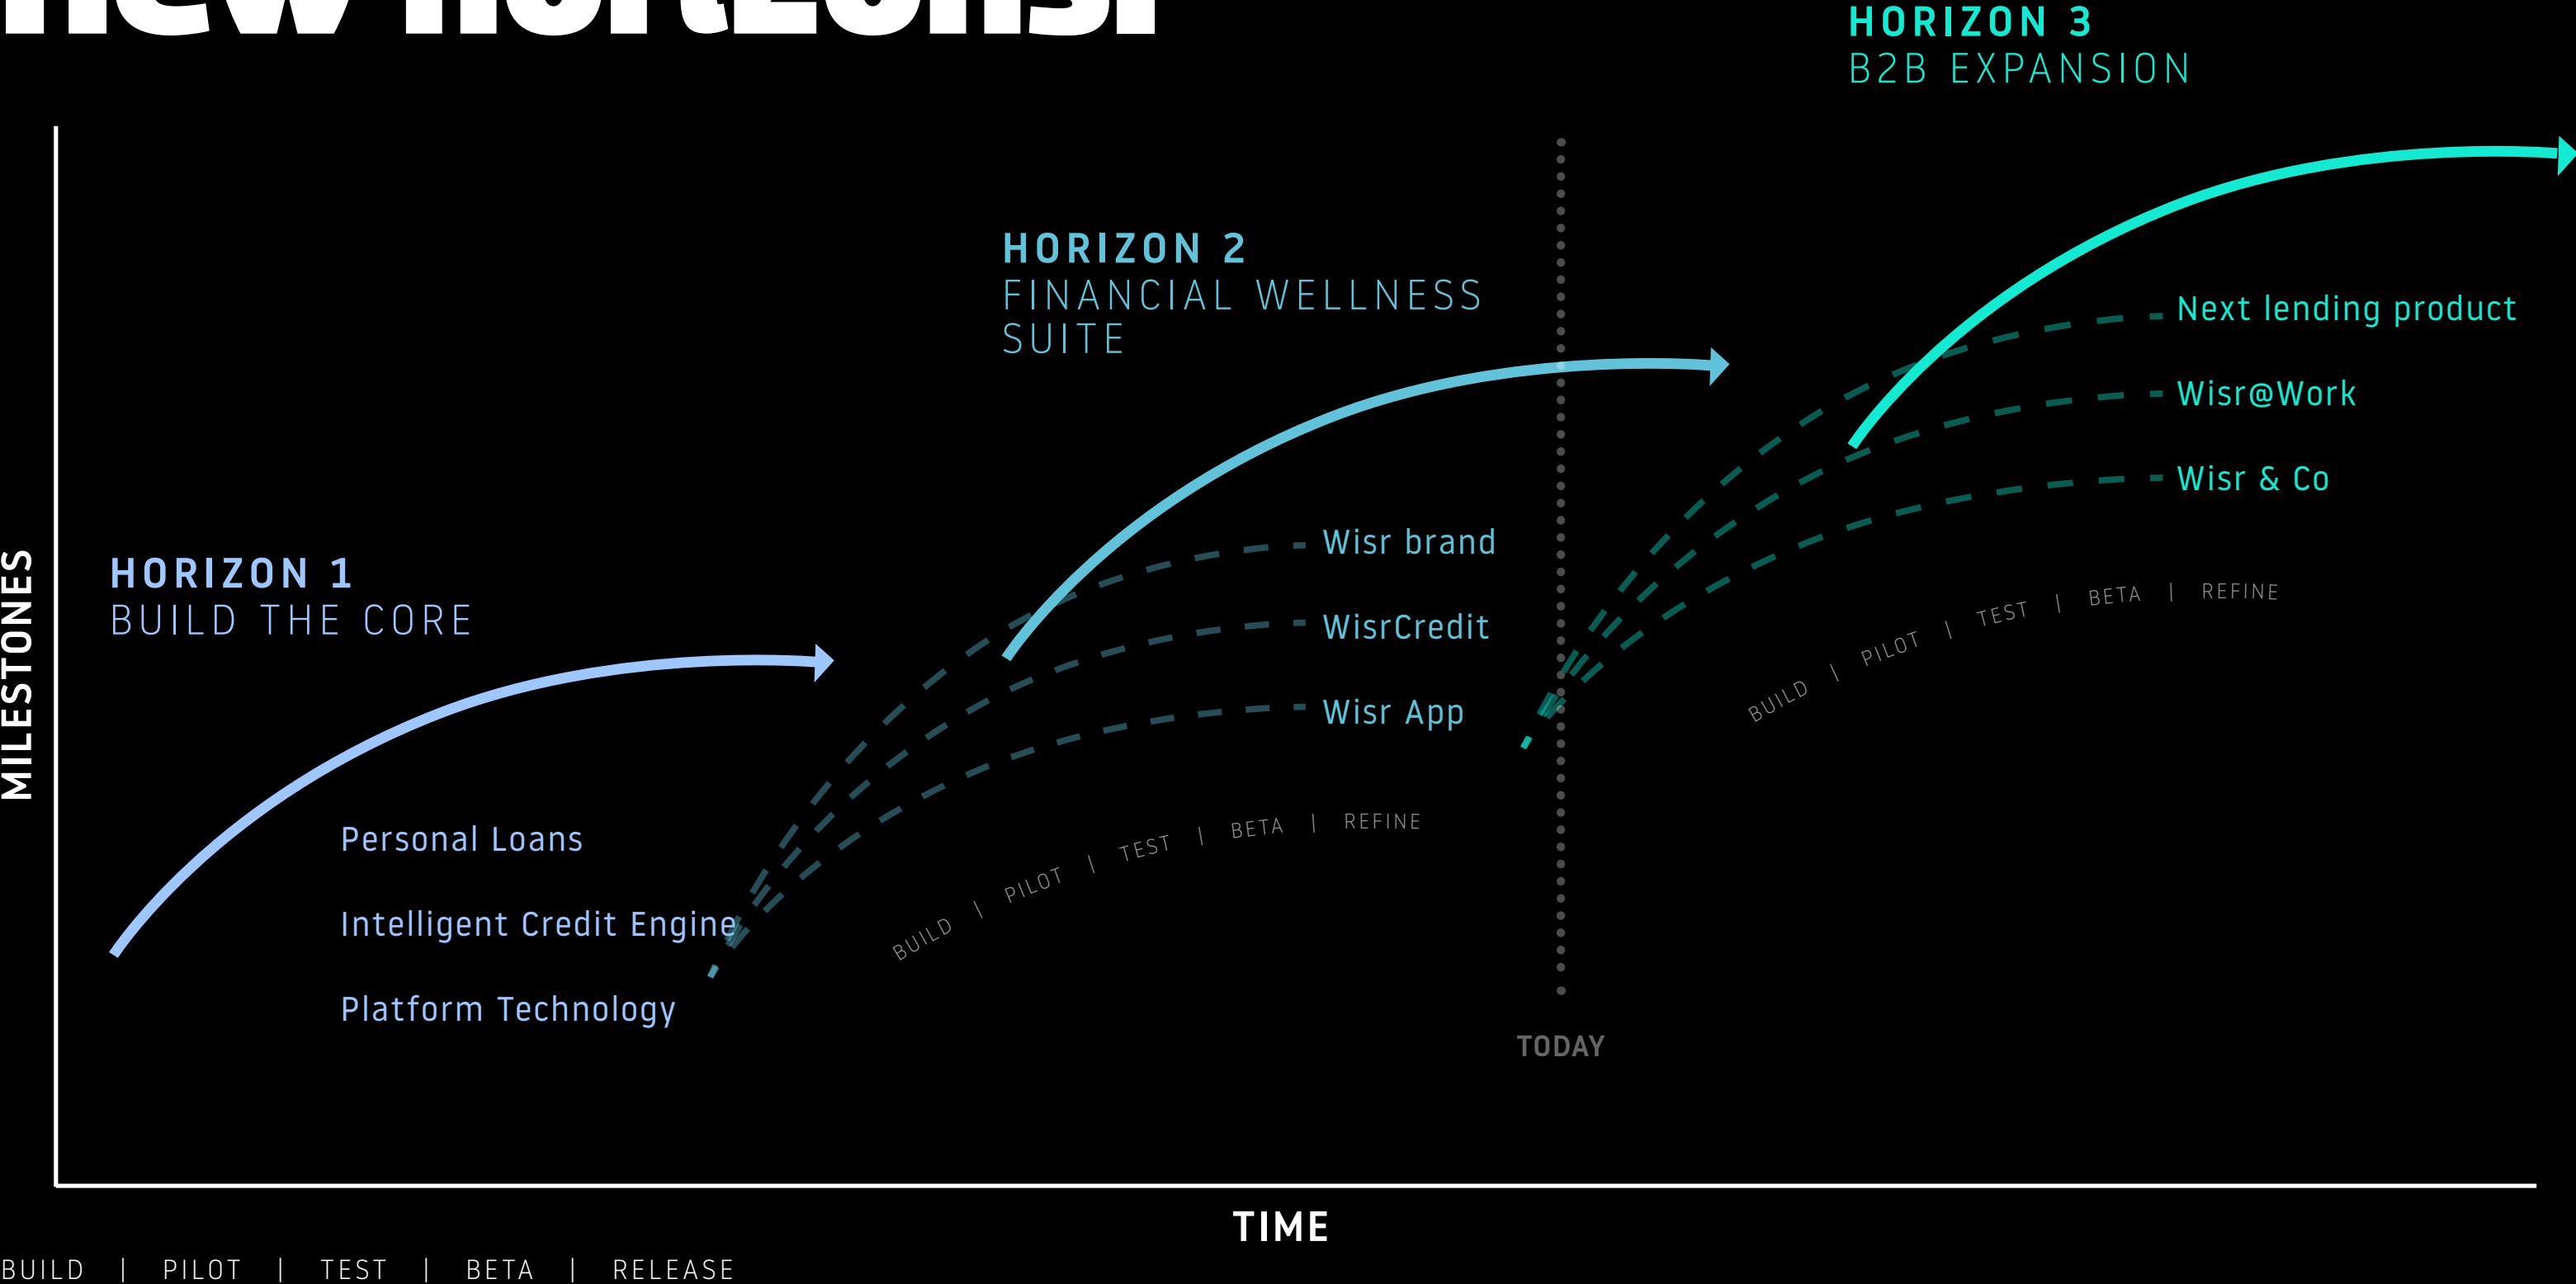 new horizons.
HORIZON 3
B2B EXPANSION
HORIZON 2
FINANCIAL WELLNESS
SUITE
Next lending product
Wisr@Work
Wisr & Co
HORIZON 1
BUILD THE CORE
Wisr brand
WisrCredit
Wisr App
BUILD | PILOT | TEST | BETA | REFINE
MILESTONES
Personal Loans
Intelligent Credit Engine
Platform Technology
BUILD | PILOT | TEST | BETA | REFINE
TODAY
TIME
BUILD | PILOT | TEST | BETA | RELEASE